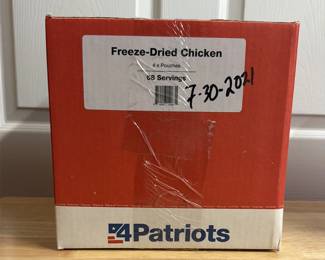 Freeze-Dried Chicken
4 x Pouches
68 Servings
7-30-2021
4Patriots